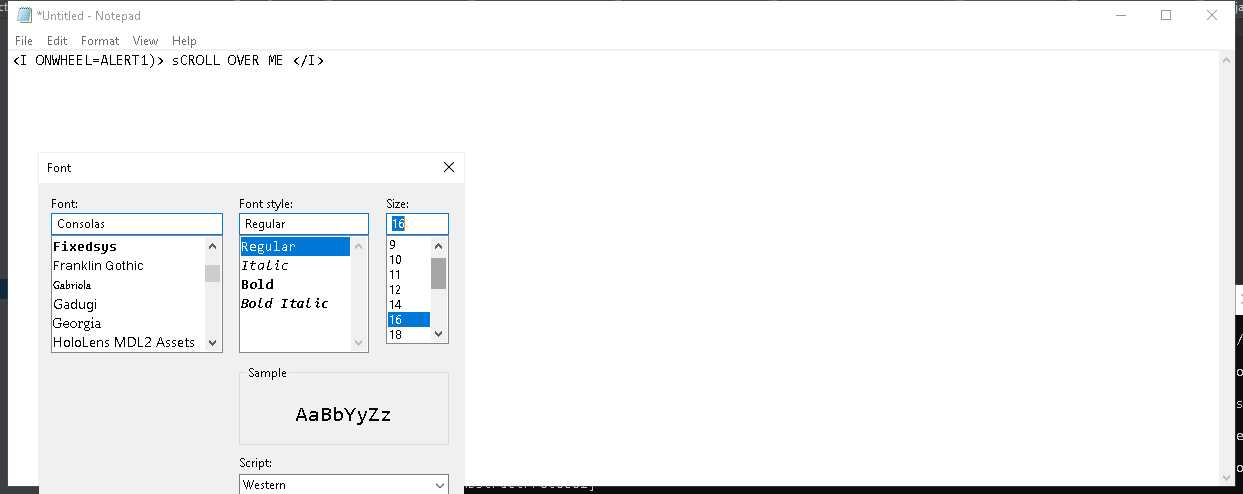 *Untitled - Notepad
File Edit Format View Help
<I ONWHEEL=ALERT1)> sCROLL OVER ME </I>
Font
Font: Font style: Size:
Consolas Regular 16
Fixedsys Regular 9
Franklin Gothic Italic 10
Gabriola Bold 11
Gadugi Bold Italic 12
Georgia 14
HoloLens MDL2 Assets 16
18
Sample
AaBbYyZz
Script:
Western